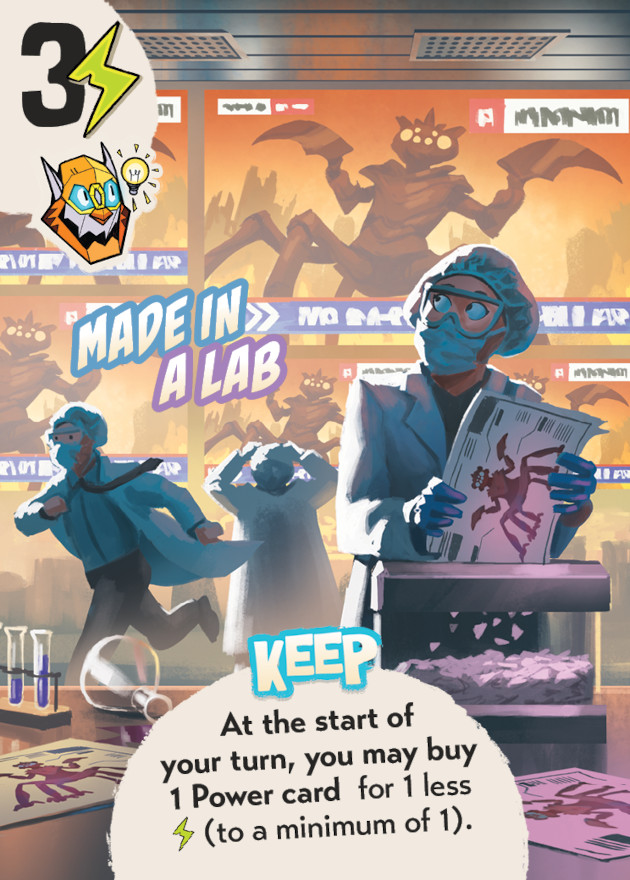 3
MADE IN
A LAB
KEEP
At the start of
your turn, you may buy
1 Power card for 1 less
(to a minimum of 1).